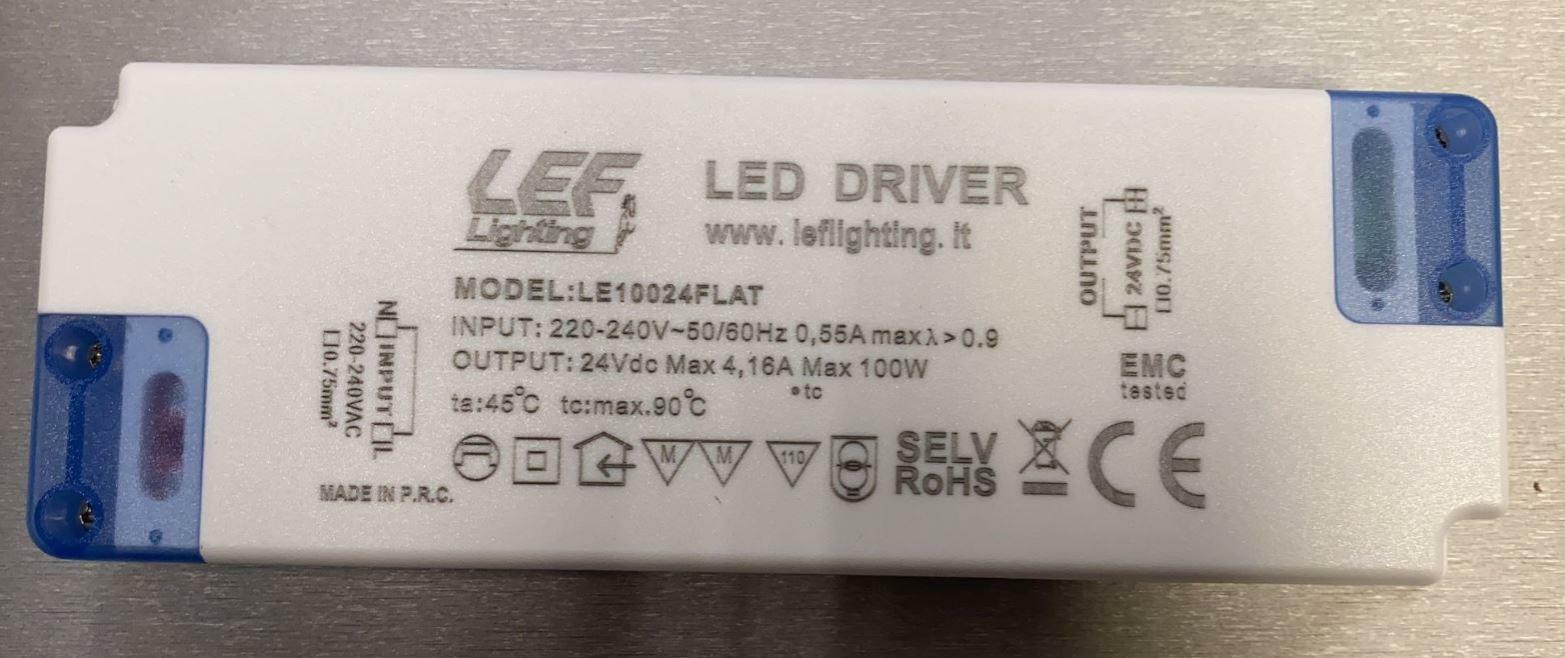 LEF
Lighting
LED DRIVER
www.leflighting.it
MODEL:LE10024FLAT
INPUT: 220-240V~50/60Hz 0,55A max λ>0.9
OUTPUT: 24Vdc Max 4,16A Max 100W
•tc
ta:45°C tc:max.90°C
M M 110
SELV
RoHS
CE
N INPUT L
220-240VAC
□0.75mm²
MADE IN P.R.C.
OUTPUT
+ 24VDC -
□0.75mm²
EMC
tested